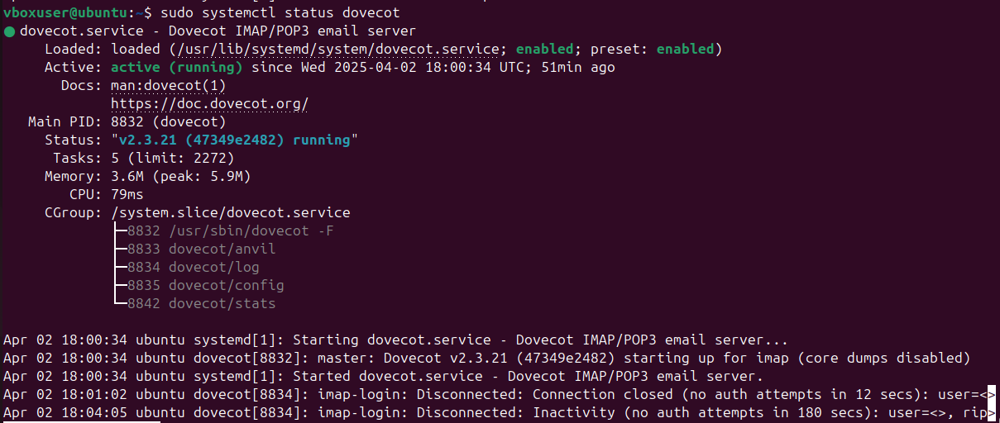 vboxuser@ubuntu:~$ sudo systemctl status dovecot
● dovecot.service - Dovecot IMAP/POP3 email server
     Loaded: loaded (/usr/lib/systemd/system/dovecot.service; enabled; preset: enabled)
     Active: active (running) since Wed 2025-04-02 18:00:34 UTC; 51min ago
       Docs: man:dovecot(1)
             https://doc.dovecot.org/
   Main PID: 8832 (dovecot)
     Status: "v2.3.21 (47349e2482) running"
      Tasks: 5 (limit: 2272)
     Memory: 3.6M (peak: 5.9M)
        CPU: 79ms
     CGroup: /system.slice/dovecot.service
             ├─8832 /usr/sbin/dovecot -F
             ├─8833 dovecot/anvil
             ├─8834 dovecot/log
             ├─8835 dovecot/config
             └─8842 dovecot/stats
Apr 02 18:00:34 ubuntu systemd[1]: Starting dovecot.service - Dovecot IMAP/POP3 email server...
Apr 02 18:00:34 ubuntu dovecot[8832]: master: Dovecot v2.3.21 (47349e2482) starting up for imap (core dumps disabled)
Apr 02 18:00:34 ubuntu systemd[1]: Started dovecot.service - Dovecot IMAP/POP3 email server.
Apr 02 18:01:02 ubuntu dovecot[8834]: imap-login: Disconnected: Connection closed (no auth attempts in 12 secs): user=<>
Apr 02 18:04:05 ubuntu dovecot[8834]: imap-login: Disconnected: Inactivity (no auth attempts in 180 secs): user=<>, rip>